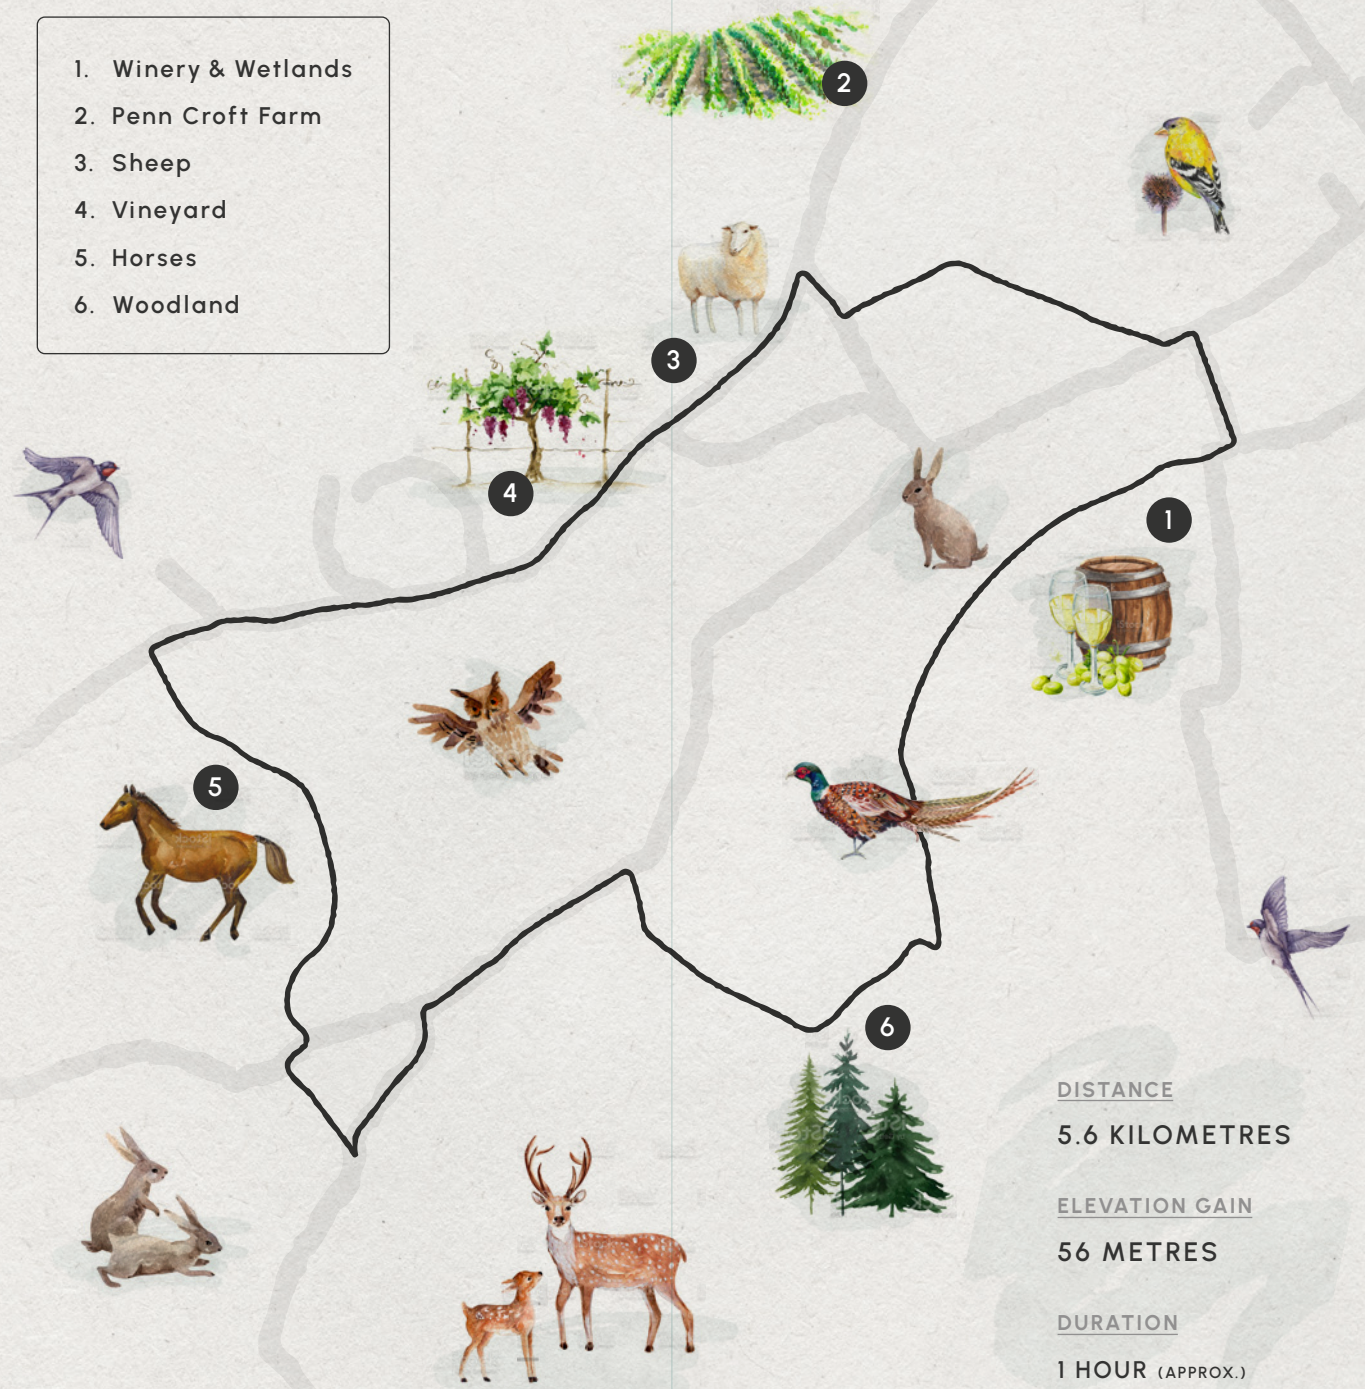 1. Winery & Wetlands
2. Penn Croft Farm
3. Sheep
4. Vineyard
5. Horses
6. Woodland
2
3
4
1
5
6
DISTANCE
5.6 KILOMETRES
ELEVATION GAIN
56 METRES
DURATION
1 HOUR (APPROX.)